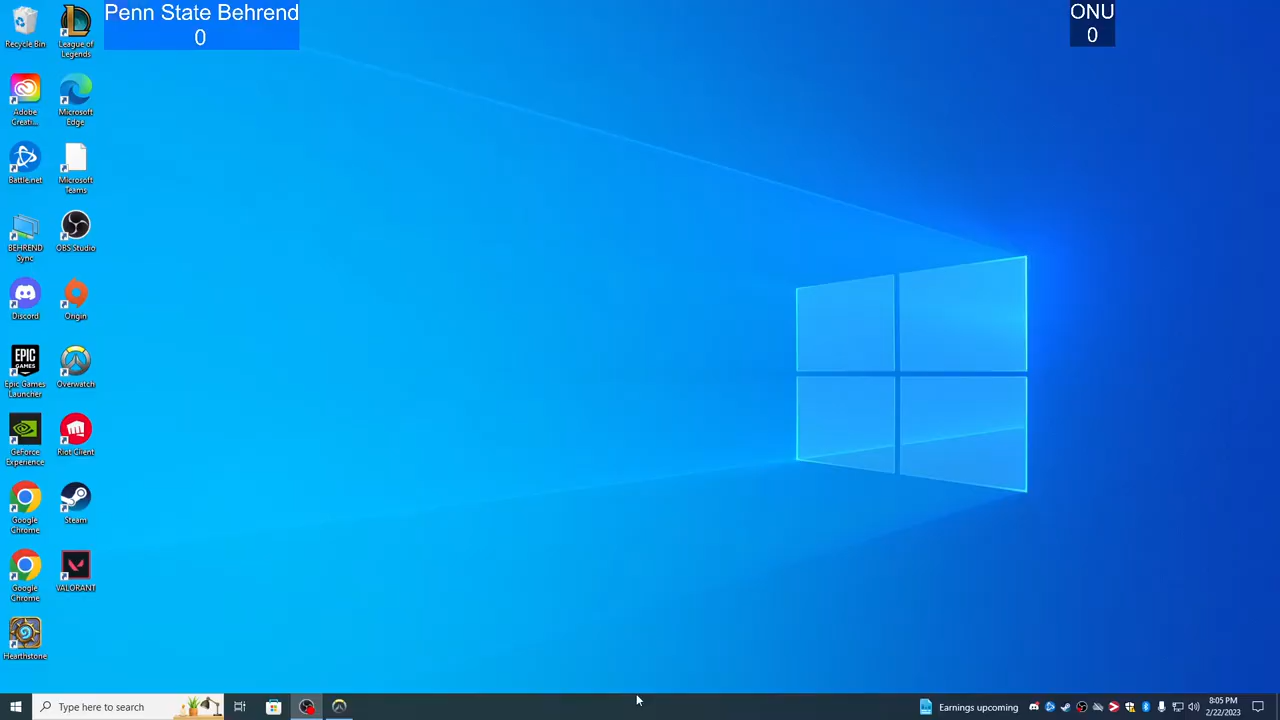 Penn State Behrend
0
ONU
0
Recycle Bin
League of
Legends
Adobe
Creati...
Microsoft
Edge
Battle.net
Microsoft
Teams
BEHREND
Sync
OBS Studio
Discord
Origin
EPIC
GAMES
Epic Games
Launcher
Overwatch
GeForce
Experience
Riot Client
Google
Chrome
Steam
Google
Chrome
VALORANT
Hearthstone
Type here to search
Earnings upcoming
8:05 PM
2/22/2023